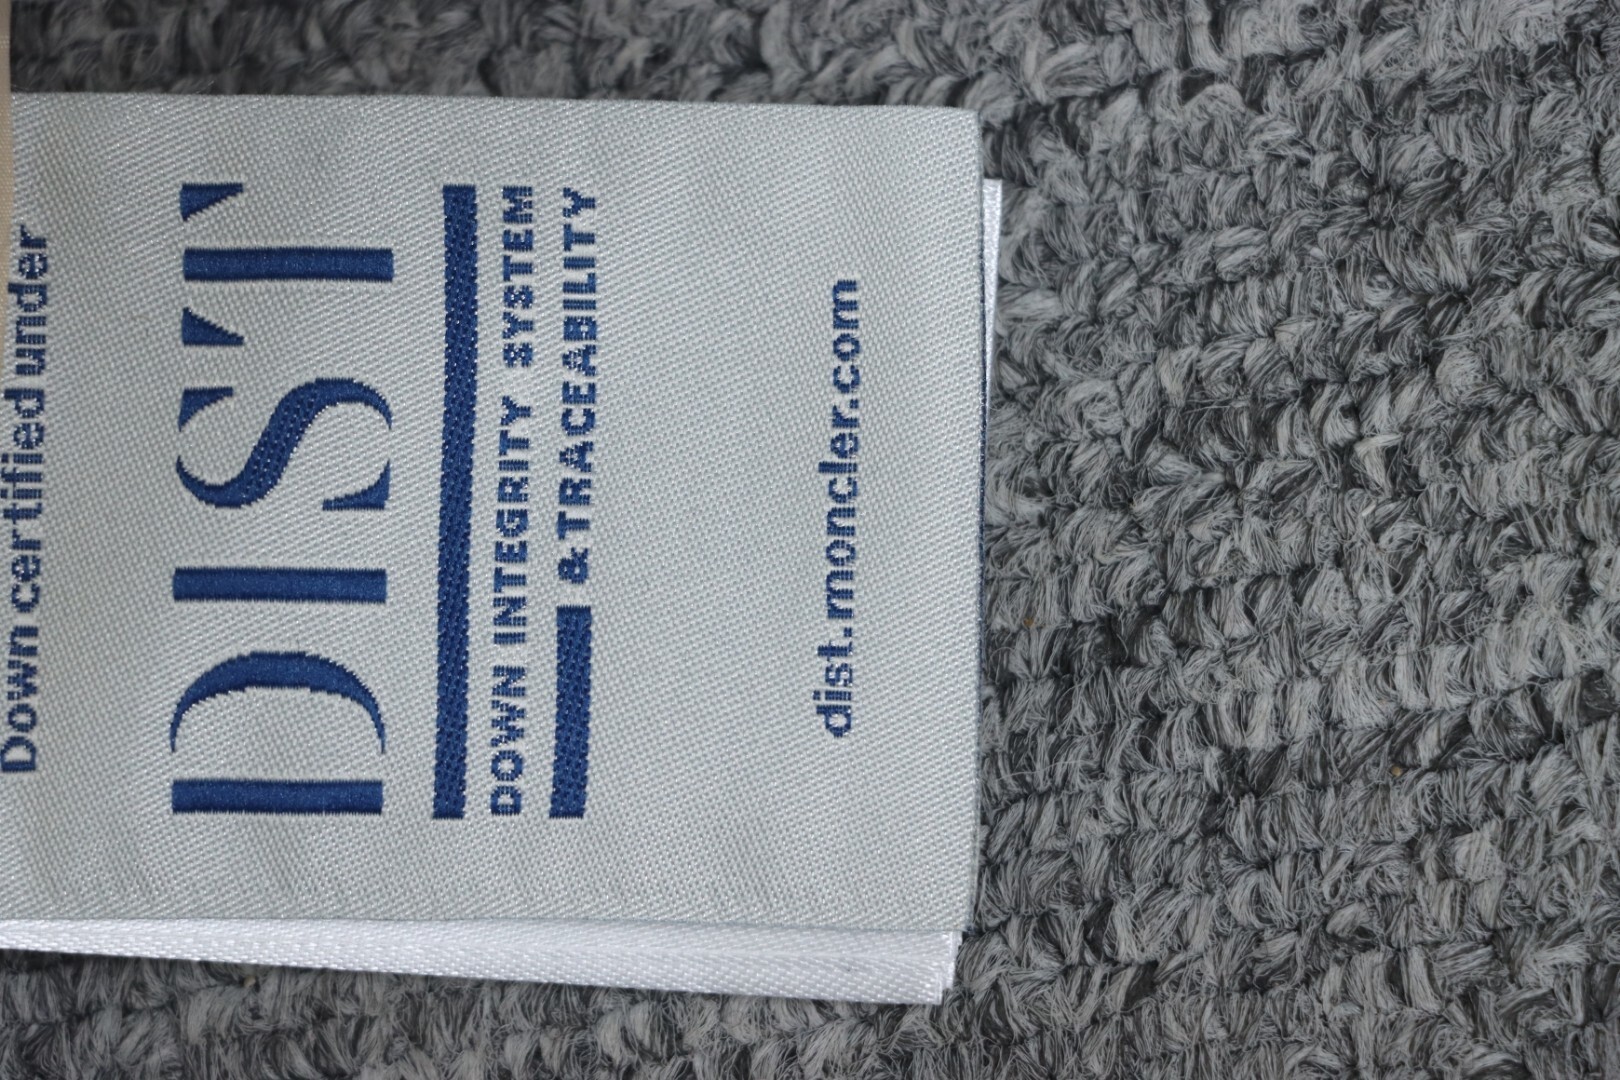 Down certified under
DIST
DOWN INTEGRITY SYSTEM
& TRACEABILITY
dist.moncler.com